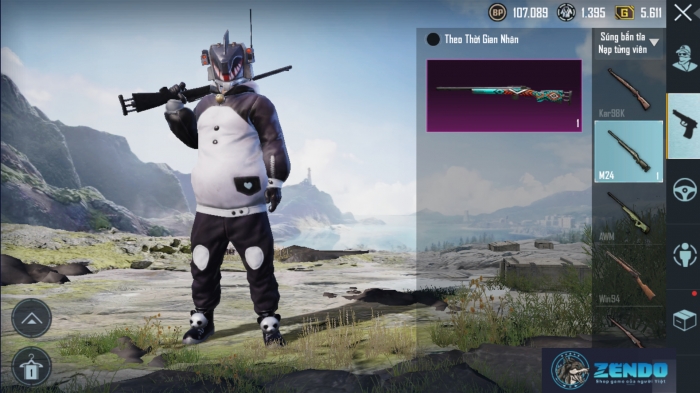 BP 107.089 1.395 G 5.611
Theo Thời Gian Nhận
Súng bắn tỉa
Nạp từng viên
1
Kar98K
M24 1
AWM
Win94
ZENDO
Shop game của người Việt